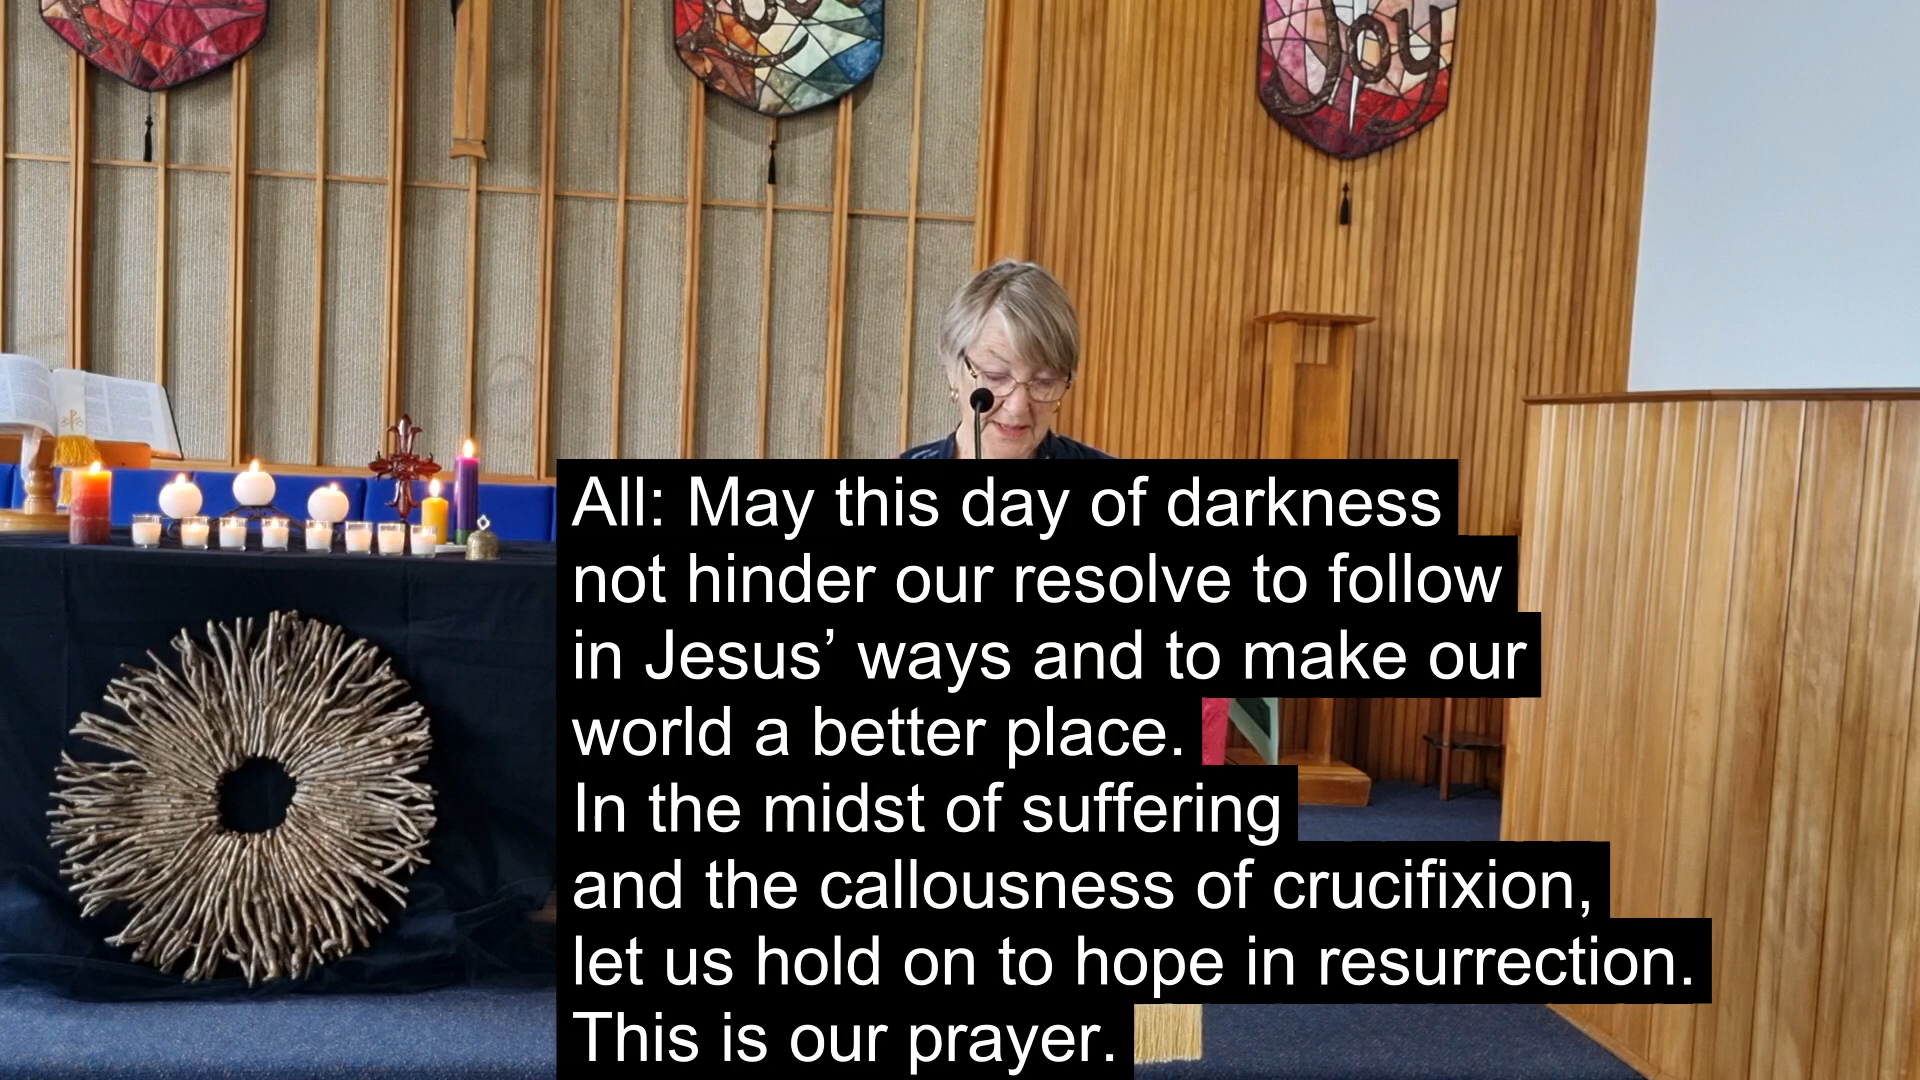 Joy
All: May this day of darkness
not hinder our resolve to follow
in Jesus’ ways and to make our
world a better place.
In the midst of suffering
and the callousness of crucifixion,
let us hold on to hope in resurrection.
This is our prayer.